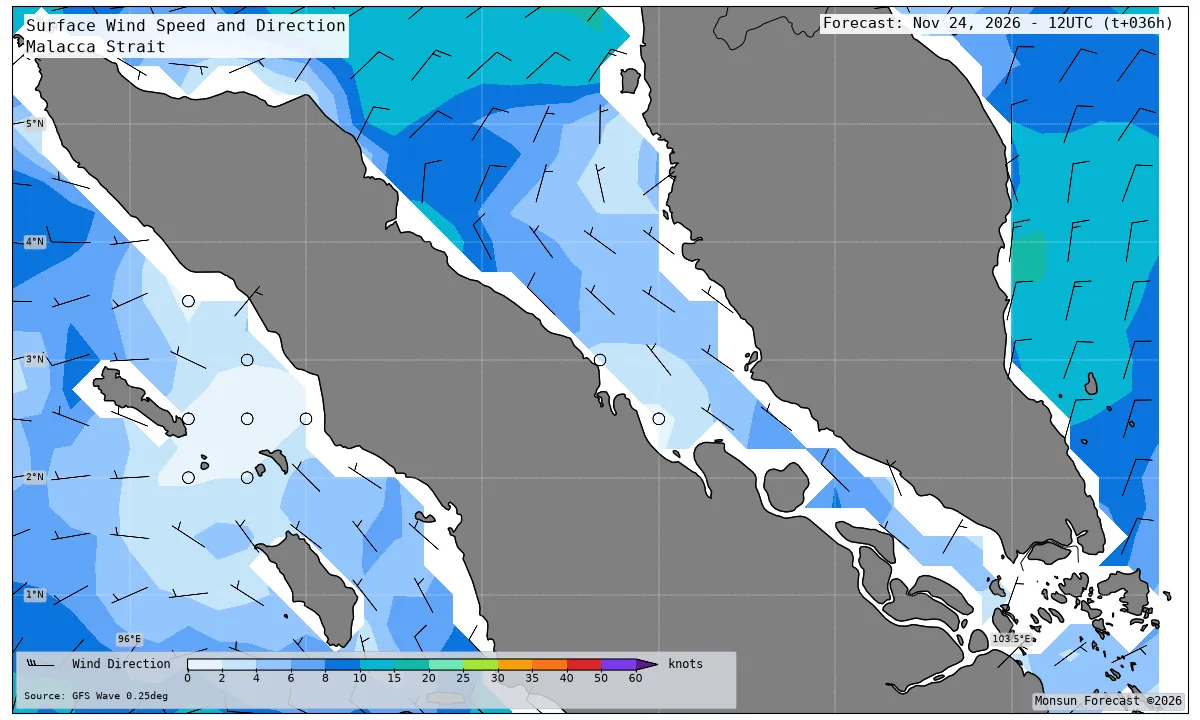 Surface Wind Speed and Direction
Malacca Strait
Forecast: Nov 24, 2026 - 12UTC (t+036h)
5°N
4°N
3°N
2°N
1°N
96°E
103.5°E
Wind Direction
0 2 4 6 8 10 15 20 25 30 35 40 50 60
knots
Source: GFS Wave 0.25deg
Monsun Forecast ©2026